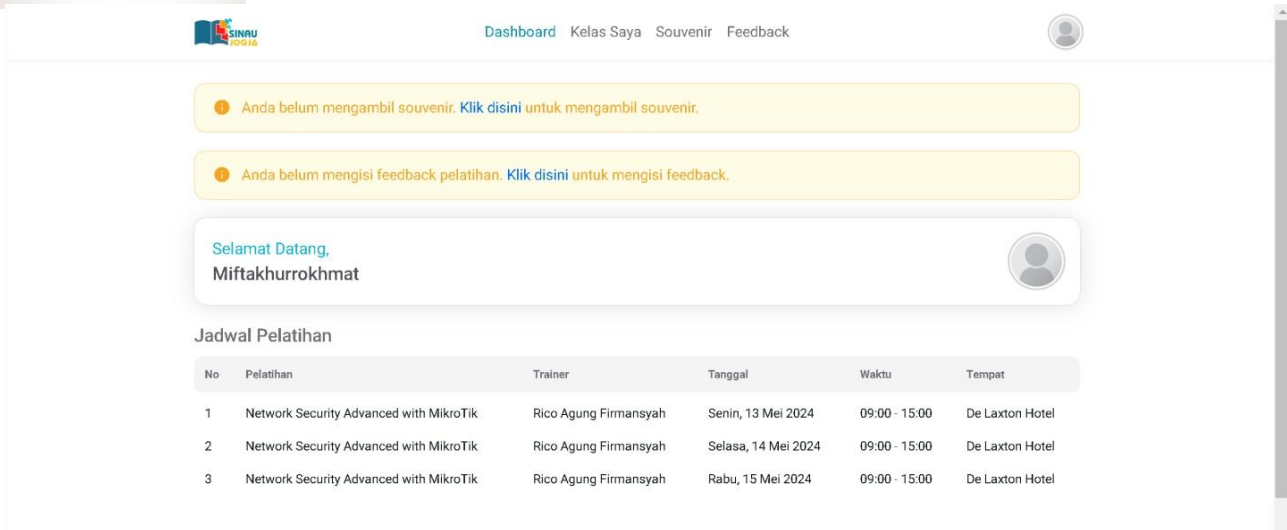 SINAU
JOGJA
Dashboard Kelas Saya Souvenir Feedback
Anda belum mengambil souvenir. Klik disini untuk mengambil souvenir.
Anda belum mengisi feedback pelatihan. Klik disini untuk mengisi feedback.
Selamat Datang,
Miftakhurrokhmat
Jadwal Pelatihan
No Pelatihan Trainer Tanggal Waktu Tempat
1 Network Security Advanced with MikroTik Rico Agung Firmansyah Senin, 13 Mei 2024 09:00 - 15:00 De Laxton Hotel
2 Network Security Advanced with MikroTik Rico Agung Firmansyah Selasa, 14 Mei 2024 09:00 - 15:00 De Laxton Hotel
3 Network Security Advanced with MikroTik Rico Agung Firmansyah Rabu, 15 Mei 2024 09:00 - 15:00 De Laxton Hotel